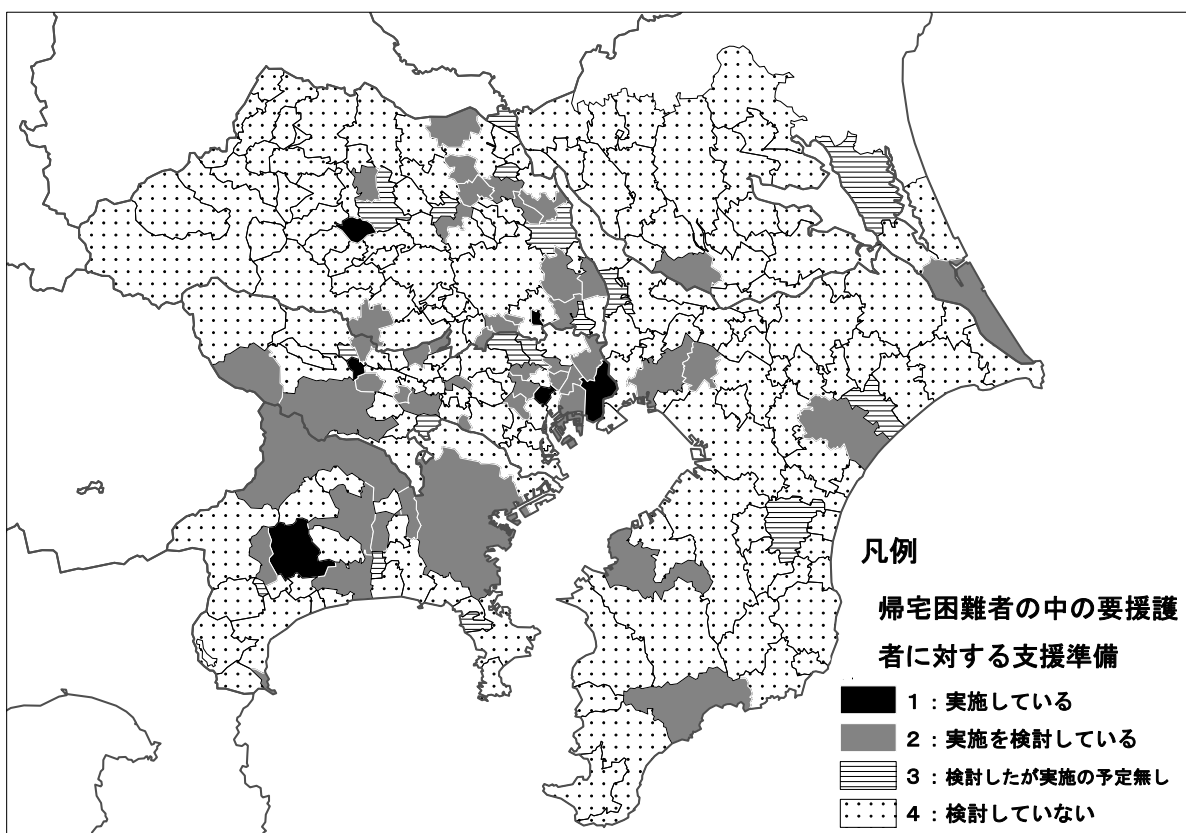 凡例
帰宅困難者の中の要援護
者に対する支援準備
1：実施している
2：実施を検討している
3：検討したが実施の予定無し
4：検討していない